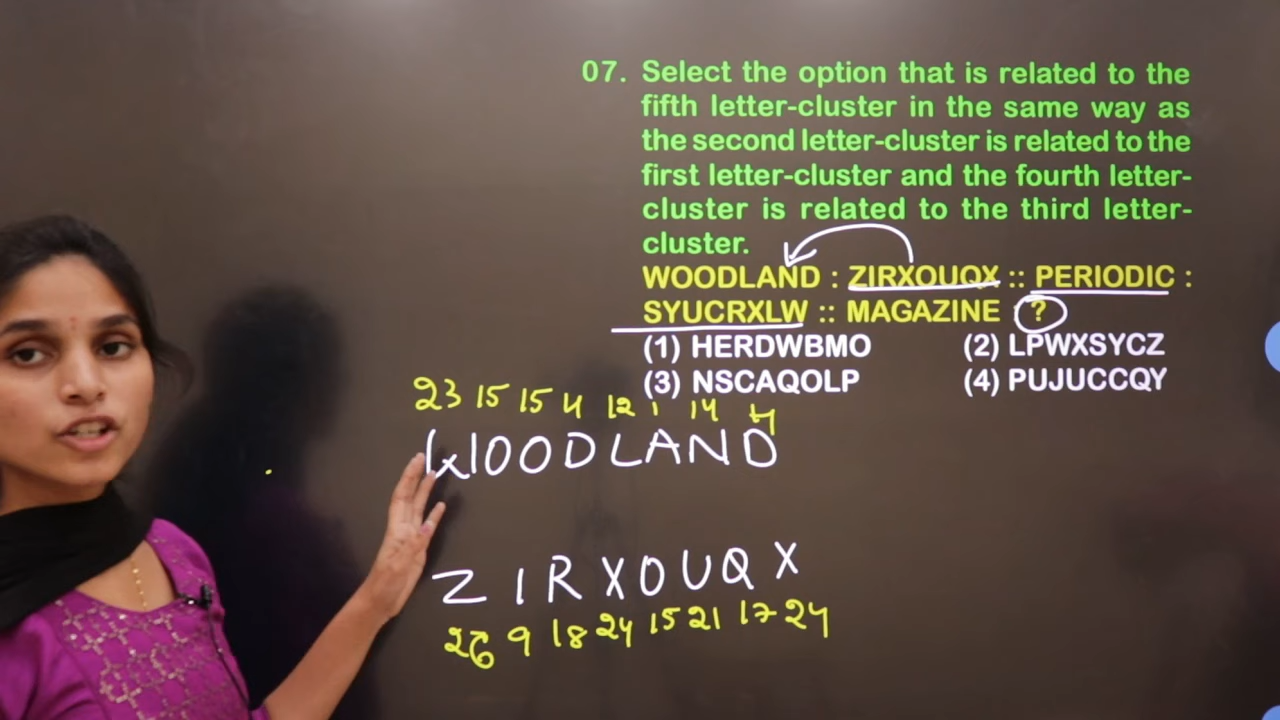 07. Select the option that is related to the
fifth letter-cluster in the same way as
the second letter-cluster is related to the
first letter-cluster and the fourth letter-
cluster is related to the third letter-
cluster.
WOODLAND : ZIRXOUQX :: PERIODIC :
SYUCRXLW :: MAGAZINE ?
(1) HERDWBMO (2) LPWXSYCZ
(3) NSCAQOLP (4) PUJUCCQY
23 15 15 4 12 1 14 4
WOODLAND
ZIRXOUQX
26 9 18 24 15 21 17 24